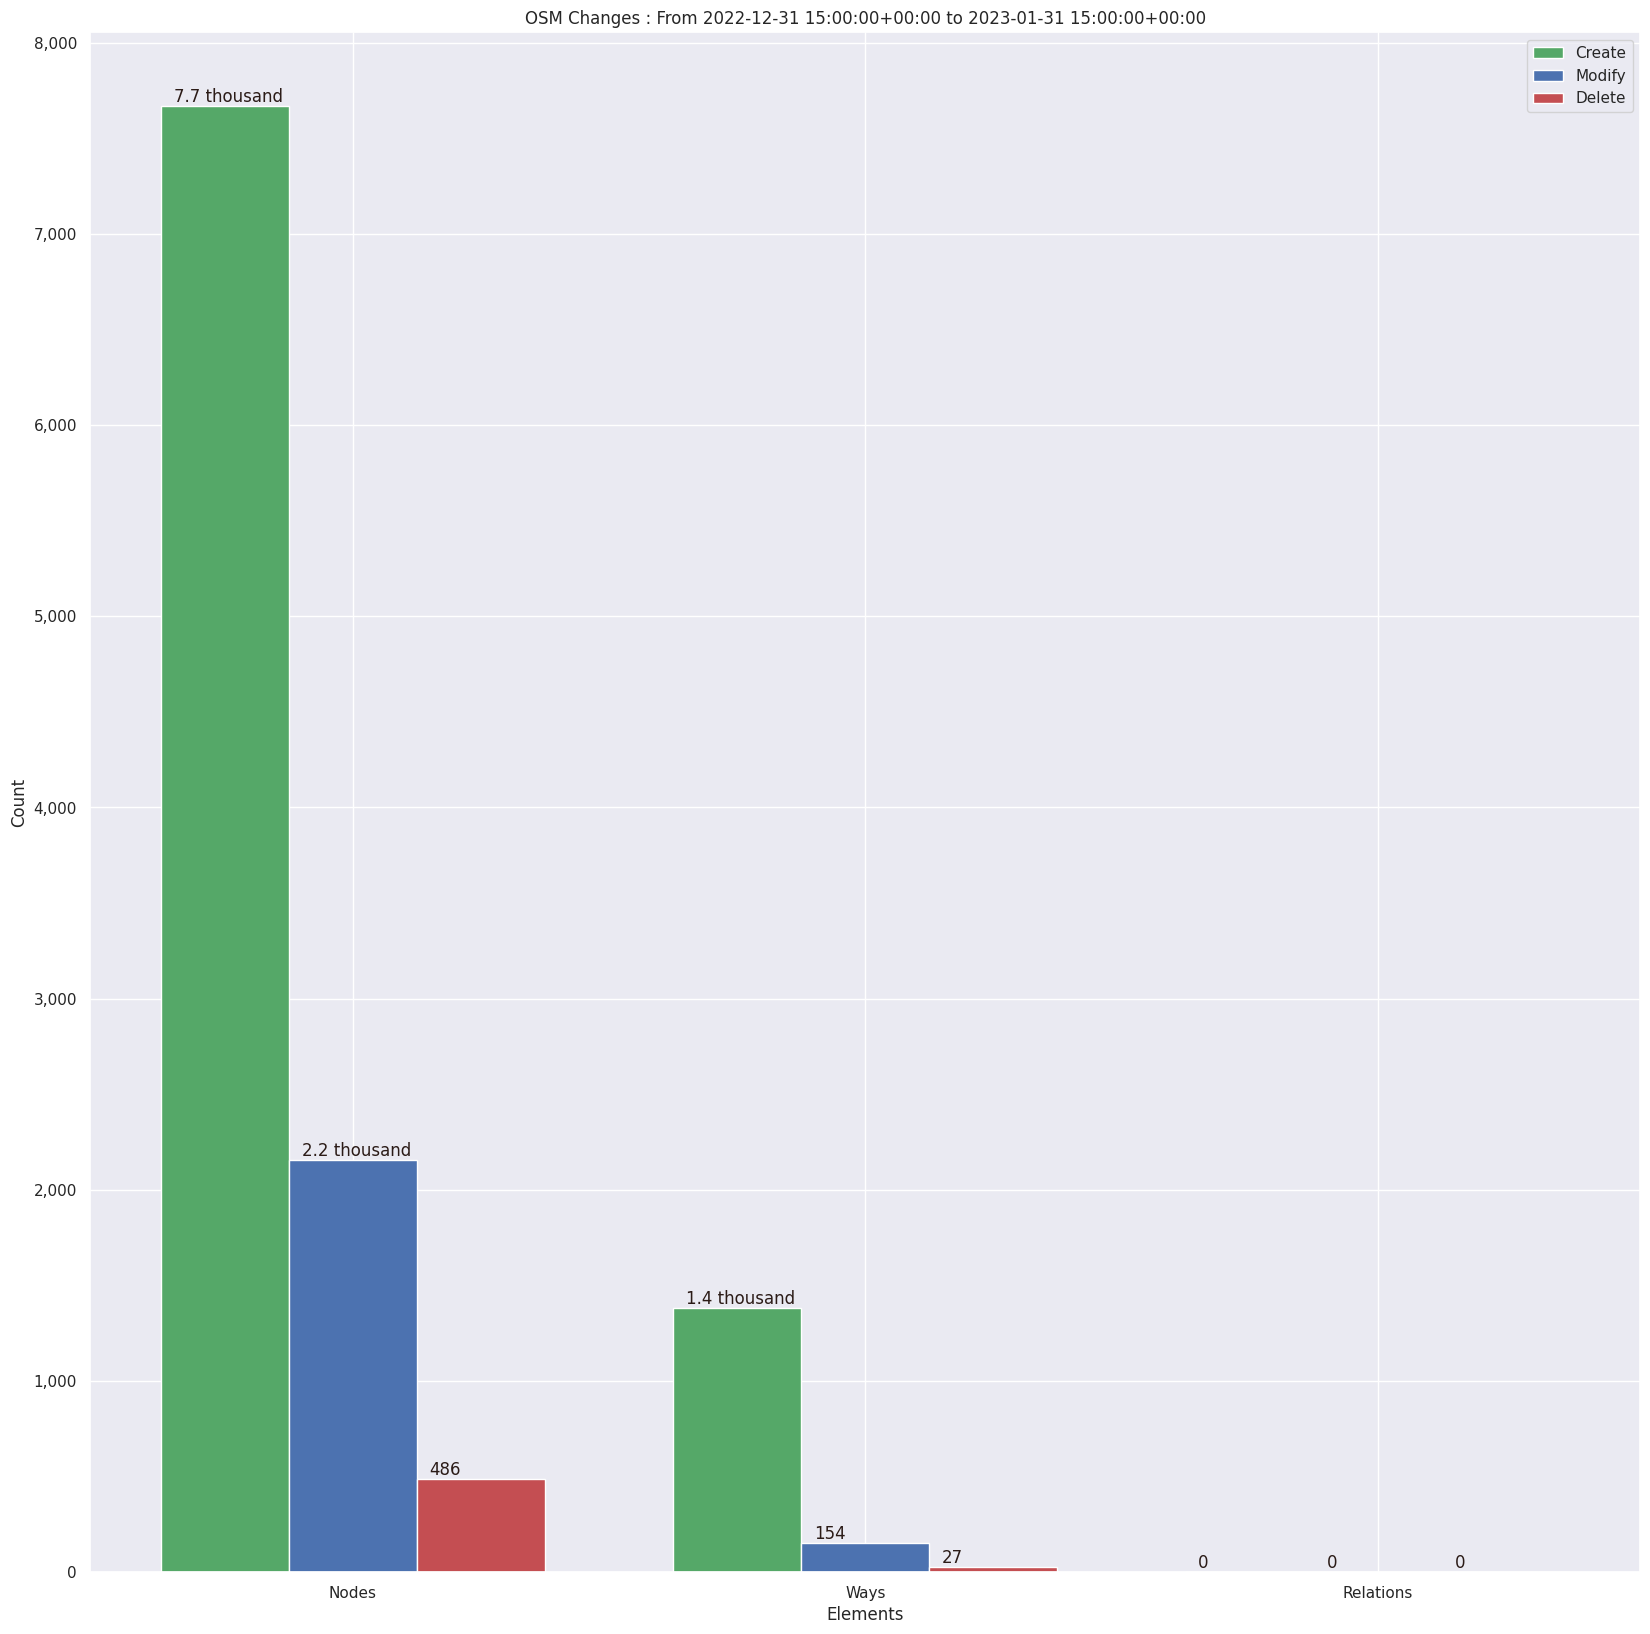 OSM Changes : From 2022-12-31 15:00:00+00:00 to 2023-01-31 15:00:00+00:00
8,000
7,000
6,000
5,000
4,000
3,000
2,000
1,000
0
Count
Create
Modify
Delete
7.7 thousand
2.2 thousand
486
1.4 thousand
154
27
0
0
0
Nodes
Ways
Relations
Elements